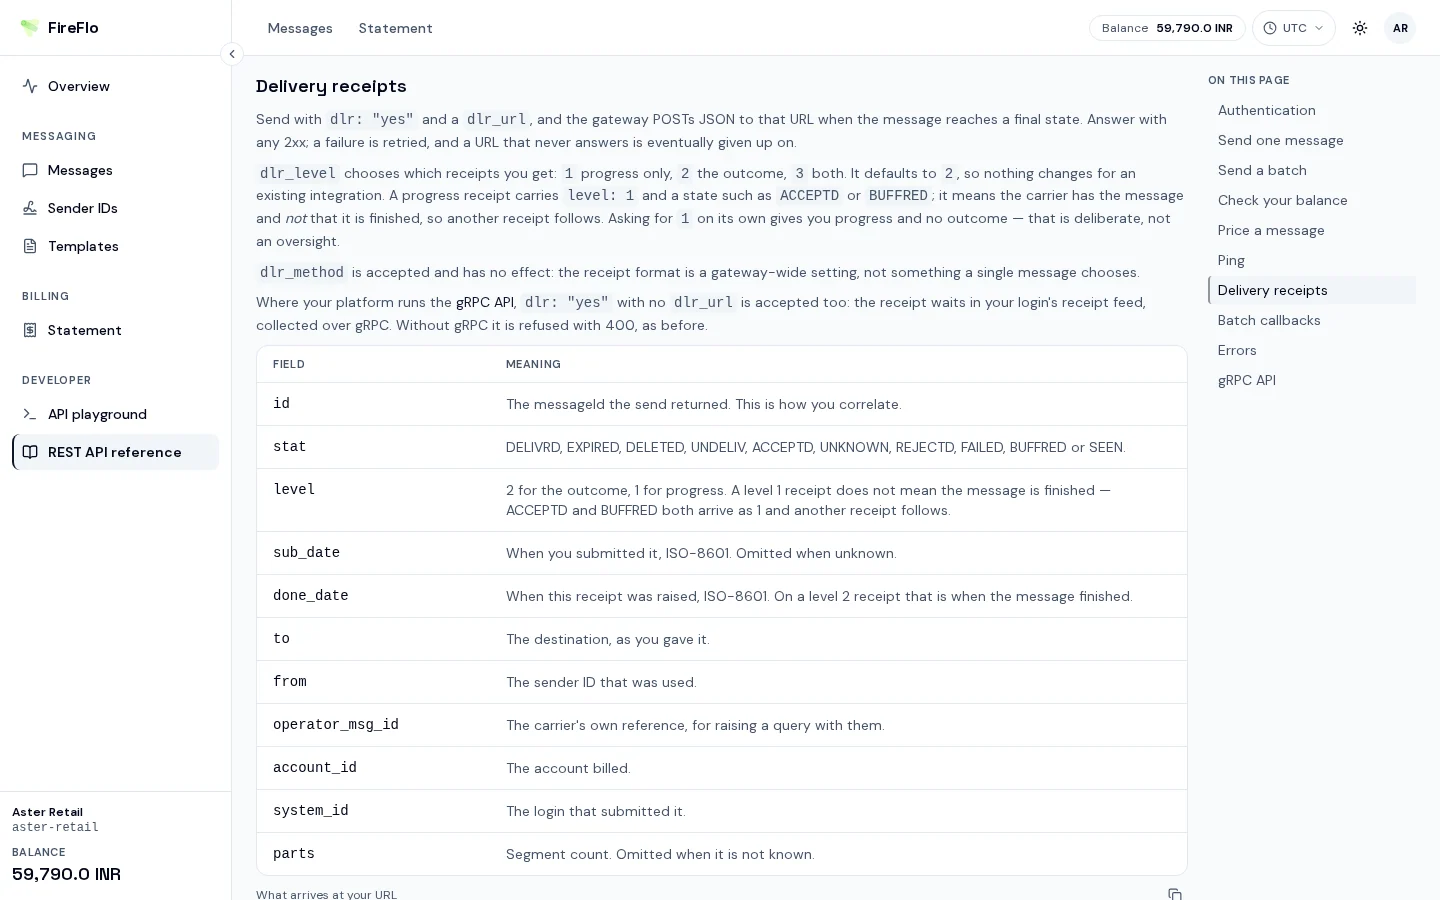 FireFlo
Messages
Statement
Balance 59,790.0 INR
UTC
AR
Overview
MESSAGING
Messages
Sender IDs
Templates
BILLING
Statement
DEVELOPER
API playground
REST API reference
Aster Retail
aster-retail
BALANCE
59,790.0 INR
Delivery receipts
Send with dlr: "yes" and a dlr_url, and the gateway POSTs JSON to that URL when the message reaches a final state. Answer with
any 2xx; a failure is retried, and a URL that never answers is eventually given up on.
dlr_level chooses which receipts you get: 1 progress only, 2 the outcome, 3 both. It defaults to 2, so nothing changes for an
existing integration. A progress receipt carries level: 1 and a state such as ACCEPTD or BUFFRED; it means the carrier has the message
and not that it is finished, so another receipt follows. Asking for 1 on its own gives you progress and no outcome — that is deliberate, not
an oversight.
dlr_method is accepted and has no effect: the receipt format is a gateway-wide setting, not something a single message chooses.
Where your platform runs the gRPC API, dlr: "yes" with no dlr_url is accepted too: the receipt waits in your login's receipt feed,
collected over gRPC. Without gRPC it is refused with 400, as before.
FIELD MEANING
id The messageId the send returned. This is how you correlate.
stat DELIVRD, EXPIRED, DELETED, UNDELIV, ACCEPTD, UNKNOWN, REJECTD, FAILED, BUFFRED or SEEN.
level 2 for the outcome, 1 for progress. A level 1 receipt does not mean the message is finished —
ACCEPTD and BUFFRED both arrive as 1 and another receipt follows.
sub_date When you submitted it, ISO-8601. Omitted when unknown.
done_date When this receipt was raised, ISO-8601. On a level 2 receipt that is when the message finished.
to The destination, as you gave it.
from The sender ID that was used.
operator_msg_id The carrier's own reference, for raising a query with them.
account_id The account billed.
system_id The login that submitted it.
parts Segment count. Omitted when it is not known.
What arrives at your URL
ON THIS PAGE
Authentication
Send one message
Send a batch
Check your balance
Price a message
Ping
Delivery receipts
Batch callbacks
Errors
gRPC API